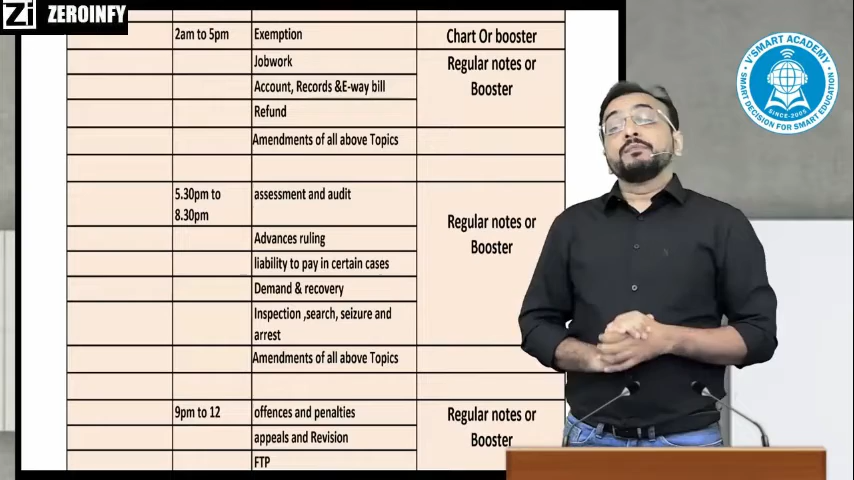 Zi ZEROINFY
2am to 5pm Exemption Chart Or booster
Jobwork Regular notes or
Account, Records &E-way bill Booster
Refund
Amendments of all above Topics
5.30pm to assessment and audit
8.30pm
Regular notes or
Advances ruling Booster
liability to pay in certain cases
Demand & recovery
Inspection ,search, seizure and
arrest
Amendments of all above Topics
9pm to 12 offences and penalties Regular notes or
appeals and Revision Booster
FTP
V'SMART ACADEMY
SINCE-2005
SMART DECISION FOR SMART EDUCATION